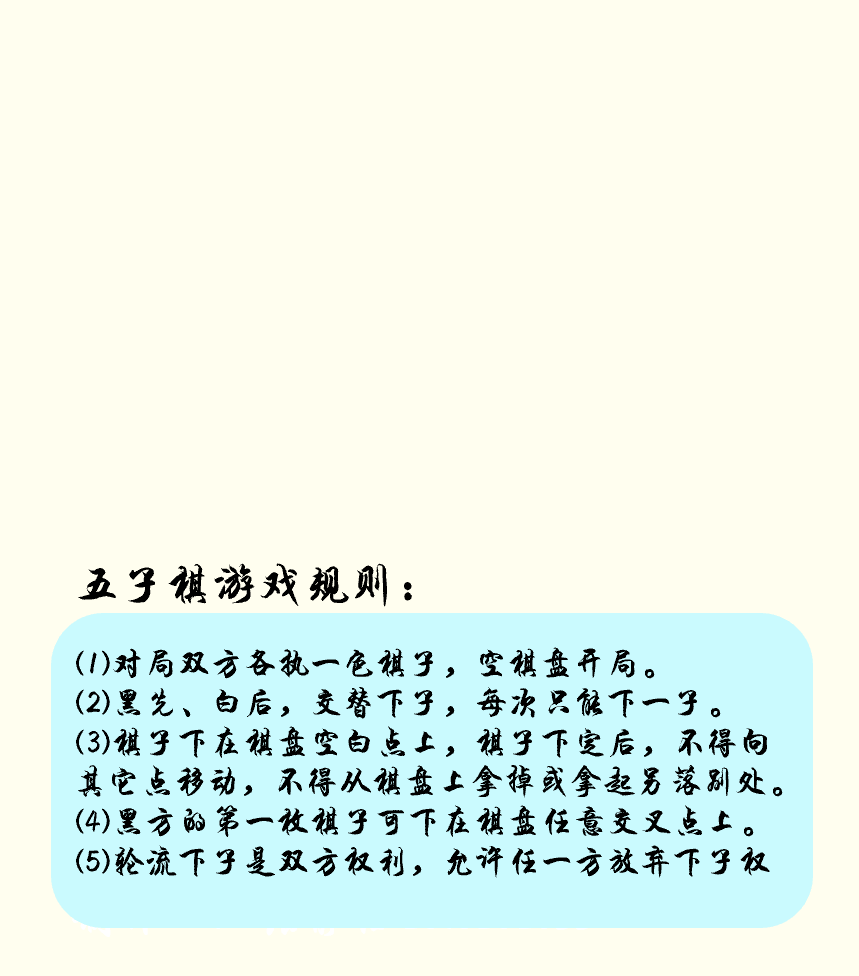 五子棋游戏规则：
(1)对局双方各执一色棋子，空棋盘开局。
(2)黑先、白后，交替下子，每次只能下一子。
(3)棋子下在棋盘空白点上，棋子下定后，不得向
其它点移动，不得从棋盘上拿掉或拿起另落别处。
(4)黑方的第一枚棋子可下在棋盘任意交叉点上。
(5)轮流下子是双方权利，允许任一方放弃下子权